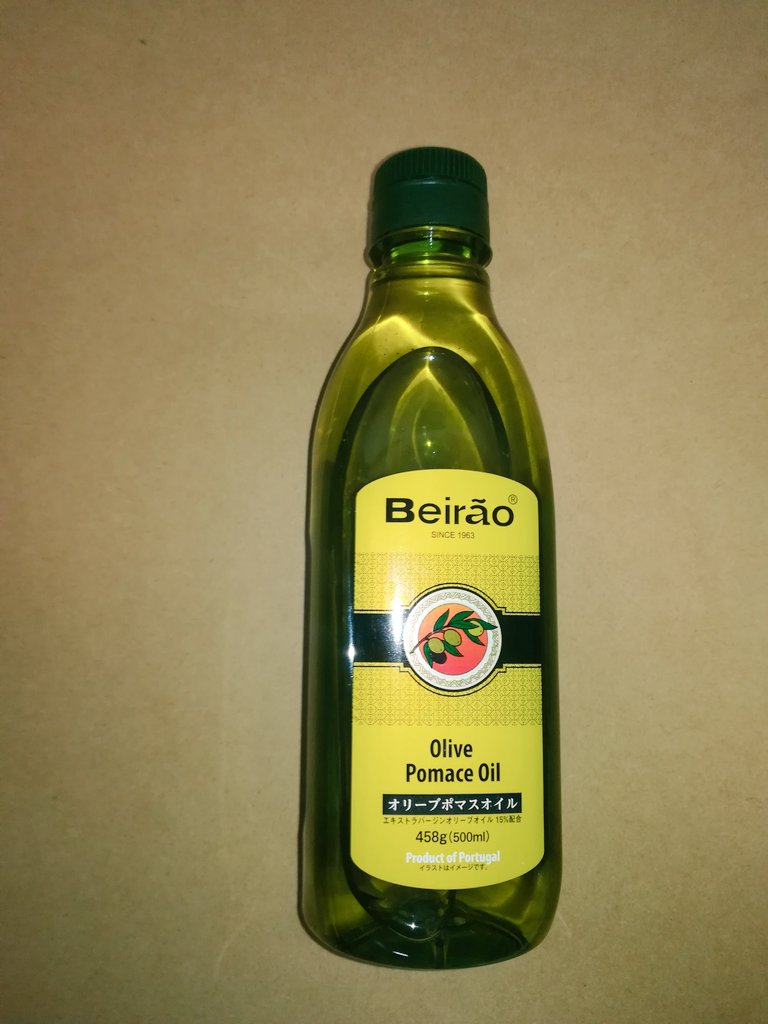 Beirão®
SINCE 1963
Olive
Pomace Oil
オリーブポマスオイル
エキストラバージンオリーブオイル 15%配合
458g(500ml)
Product of Portugal
イラストはイメージです。